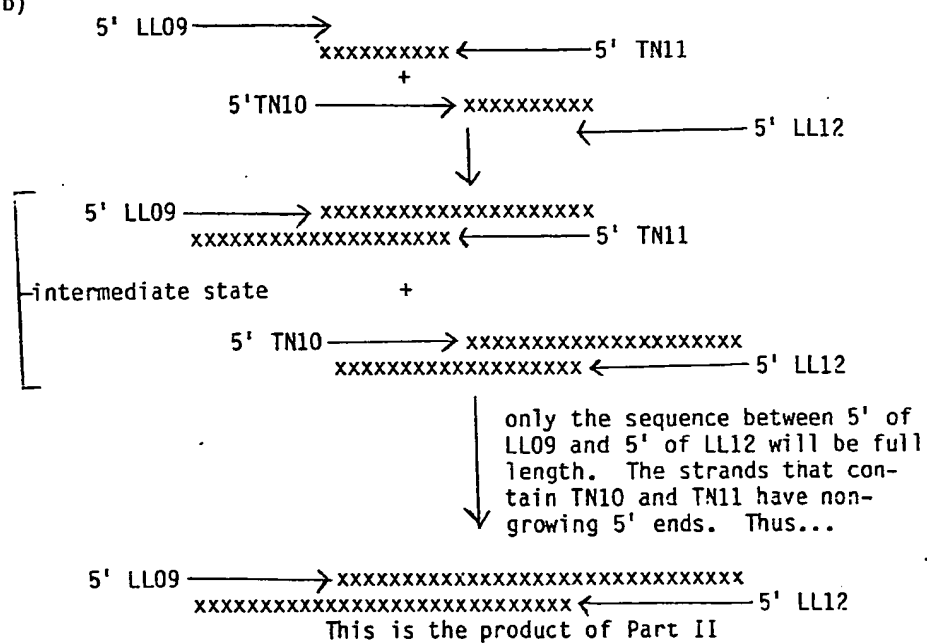 b)
5' LL09
xxxxxxxxxx 5' TN11
+
5'TN10 xxxxxxxxxx
5' LL12
5' LL09 xxxxxxxxxxxxxxxxxxxxx
xxxxxxxxxxxxxxxxxxxx 5' TN11
intermediate state +
5' TN10 xxxxxxxxxxxxxxxxxxxxx
xxxxxxxxxxxxxxxxxxx 5' LL12
only the sequence between 5' of
LL09 and 5' of LL12 will be full
length. The strands that con-
tain TN10 and TN11 have non-
growing 5' ends. Thus...
5' LL09 xxxxxxxxxxxxxxxxxxxxxxxxxxxxxxx
xxxxxxxxxxxxxxxxxxxxxxxxxxxxx 5' LL12
This is the product of Part II